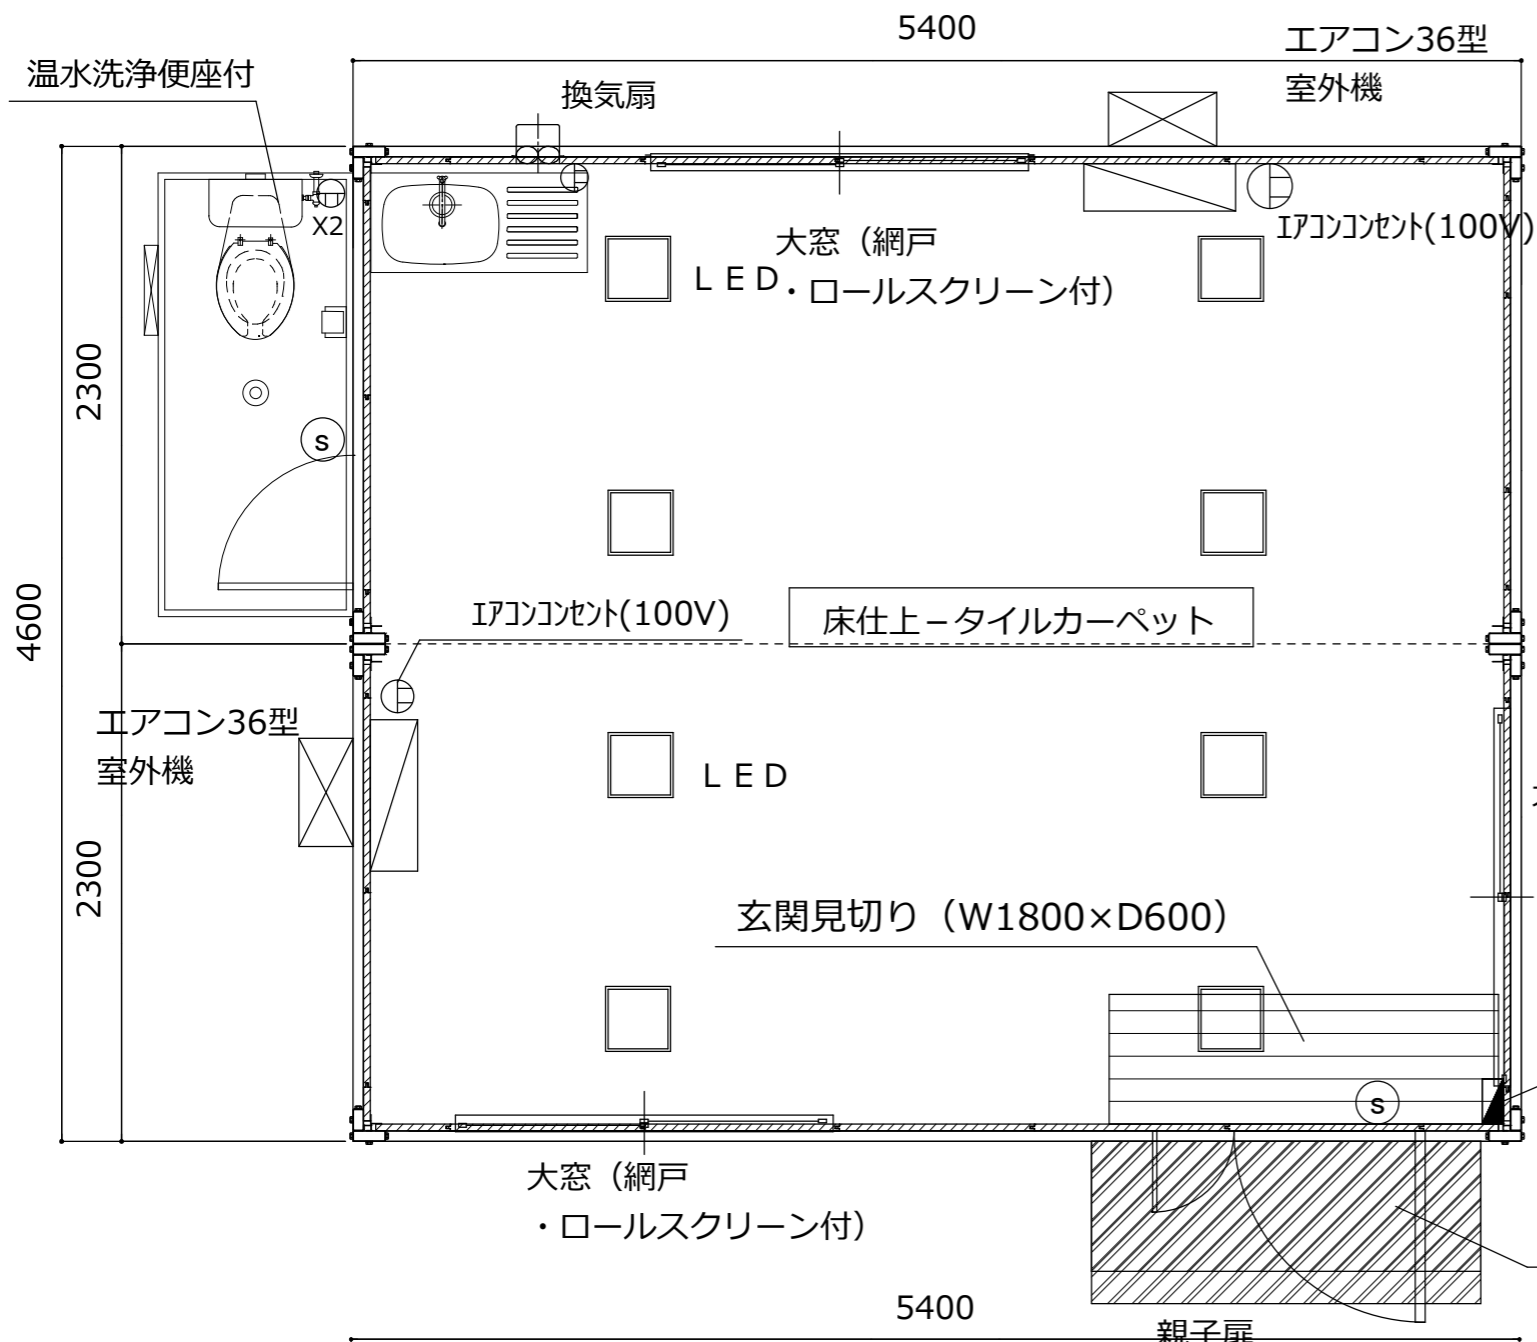 5400
エアコン36型
室外機
温水洗浄便座付
換気扇
X2
大窓（網戸
・ロールスクリーン付）
ＬＥＤ
ｴｱｺﾝｺﾝｾﾝﾄ(100V)
2300
S
4600
ｴｱｺﾝｺﾝｾﾝﾄ(100V)
床仕上－タイルカーペット
エアコン36型
室外機
ＬＥＤ
2300
玄関見切り（W1800×D600）
S
大窓（網戸
・ロールスクリーン付）
5400
親子扉